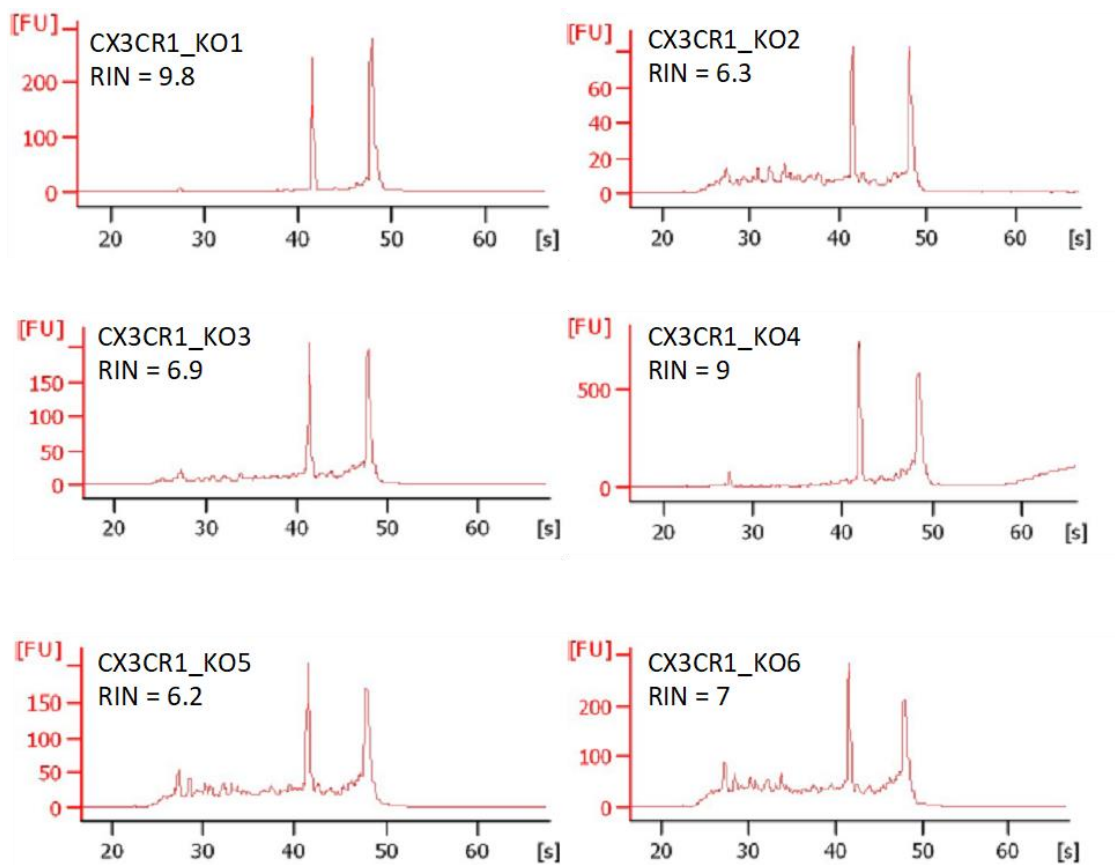 [FU]
CX3CR1_KO1
RIN = 9.8
200
100
0
20 30 40 50 60 [s]
[FU]
CX3CR1_KO2
RIN = 6.3
60
40
20
0
20 30 40 50 60 [s]
[FU]
CX3CR1_KO3
RIN = 6.9
150
100
50
0
20 30 40 50 60 [s]
[FU]
CX3CR1_KO4
RIN = 9
500
0
20 30 40 50 60 [s]
[FU]
CX3CR1_KO5
RIN = 6.2
150
100
50
0
20 30 40 50 60 [s]
[FU]
CX3CR1_KO6
RIN = 7
200
100
0
20 30 40 50 60 [s]